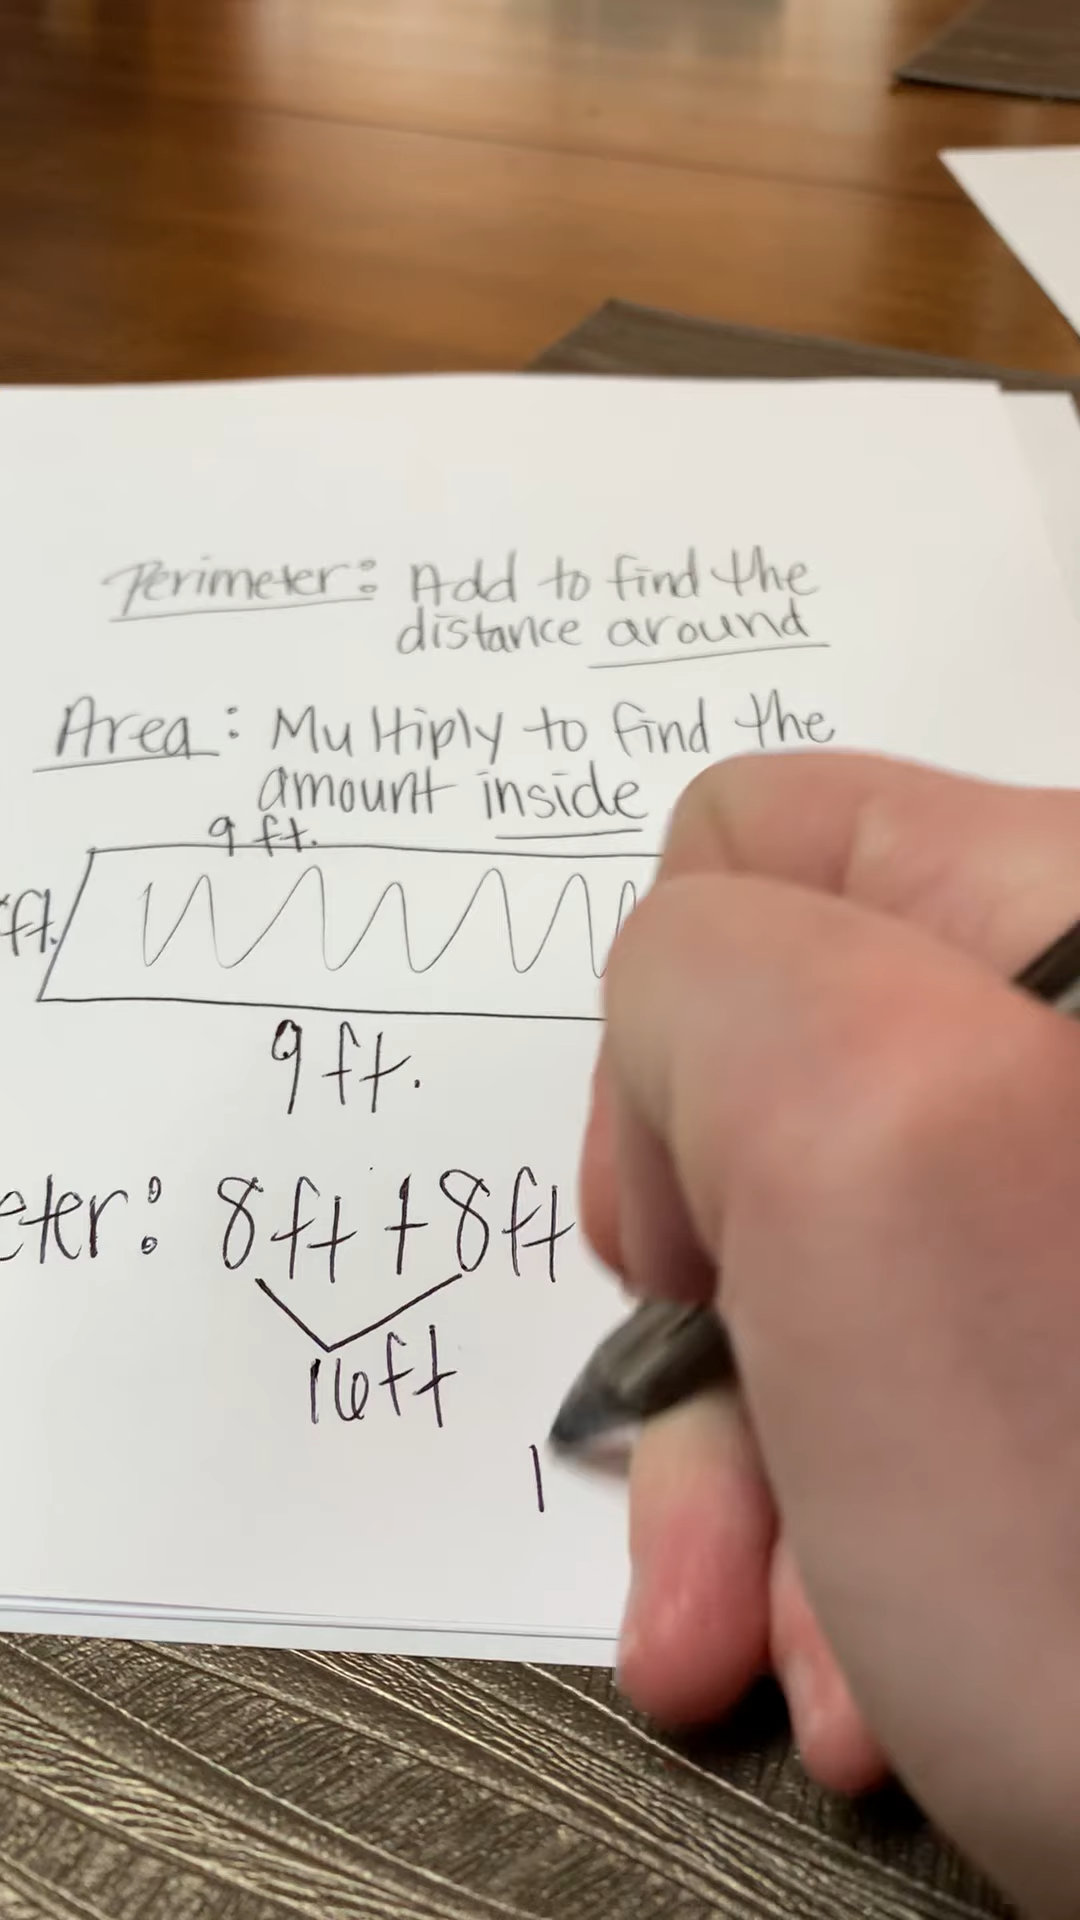 Perimeter: Add to find the
distance around
Area: Multiply to find the
amount inside
9 ft.
ft.
9 ft.
eter: 8ft + 8ft
16ft
1